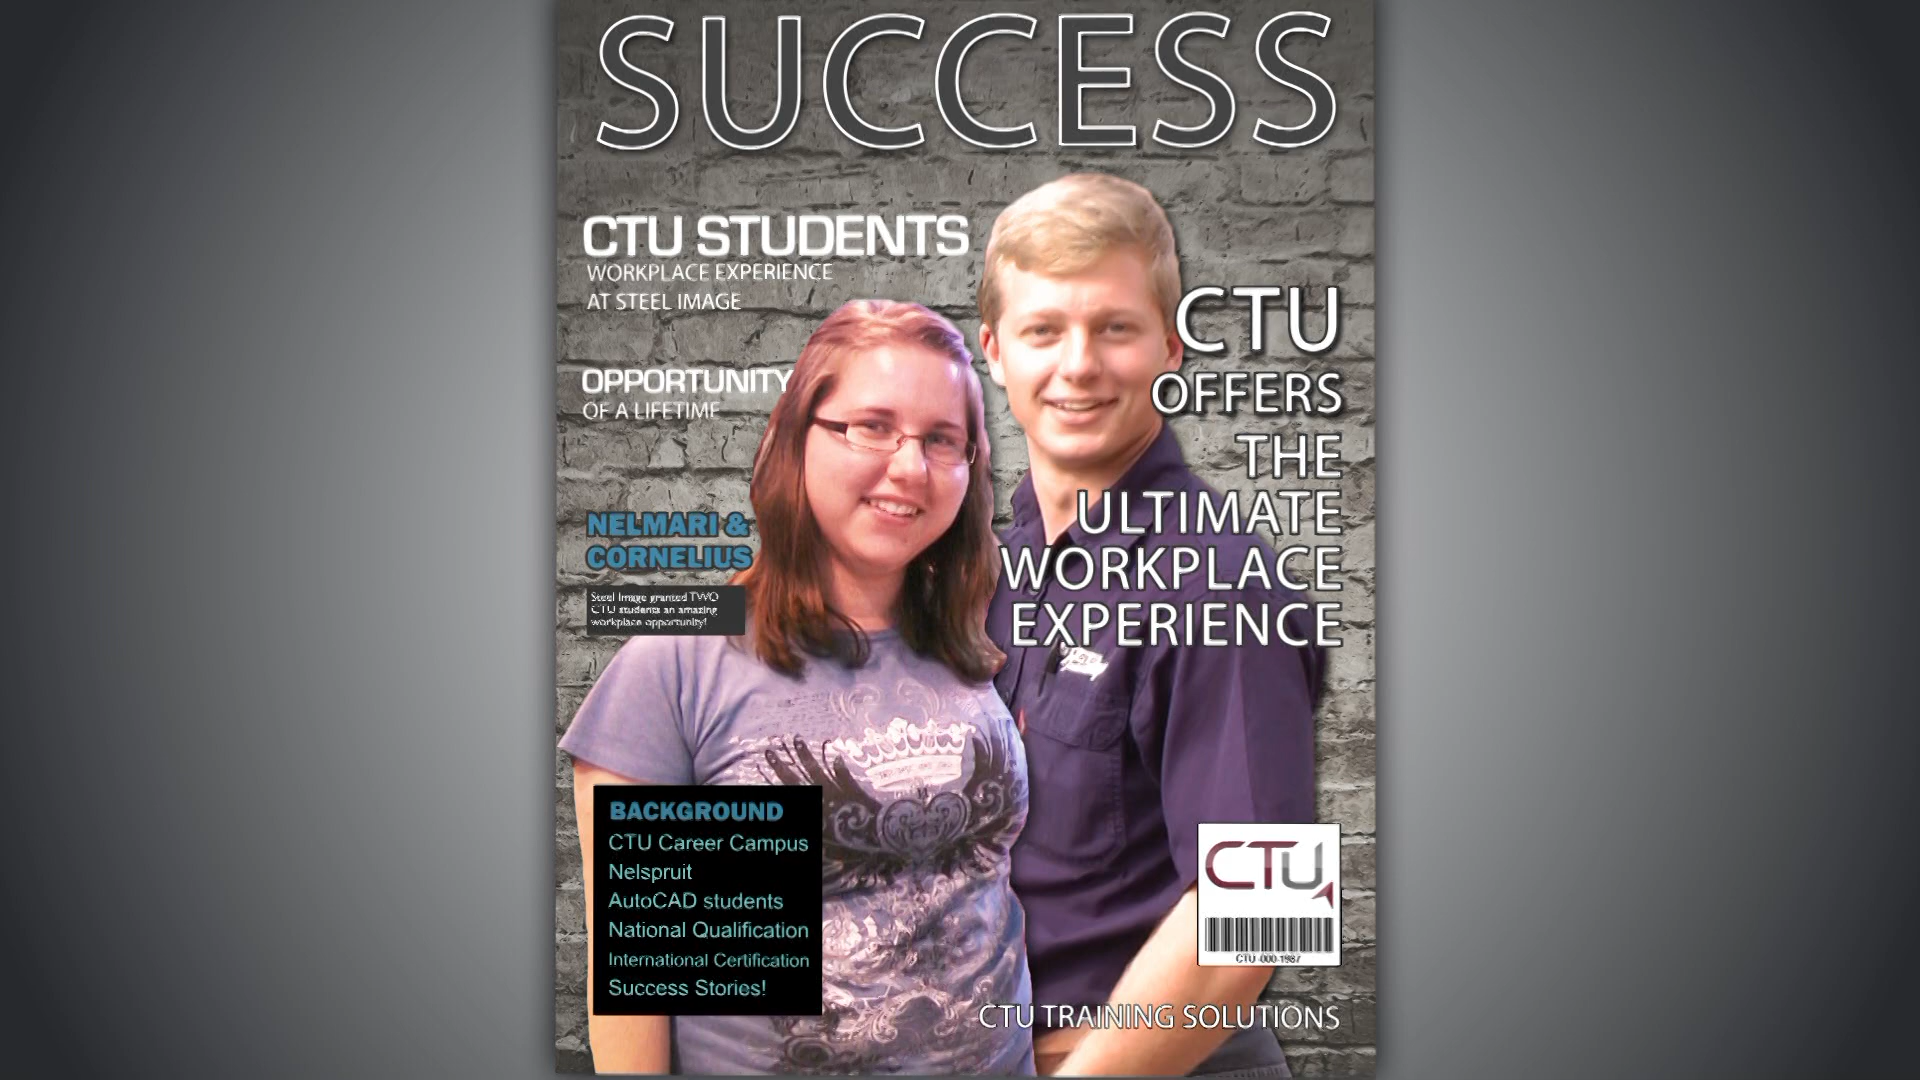 SUCCESS
CTU STUDENTS
WORKPLACE EXPERIENCE
AT STEEL IMAGE
OPPORTUNITY
OF A LIFETIME
NELMARI &
CORNELIUS
Steel Image granted TWO
CTU students an amazing
workplace opportunity!
CTU
OFFERS
THE
ULTIMATE
WORKPLACE
EXPERIENCE
BACKGROUND
CTU Career Campus
Nelspruit
AutoCAD students
National Qualification
International Certification
Success Stories!
CTU
CTU -000-1987
CTU TRAINING SOLUTIONS